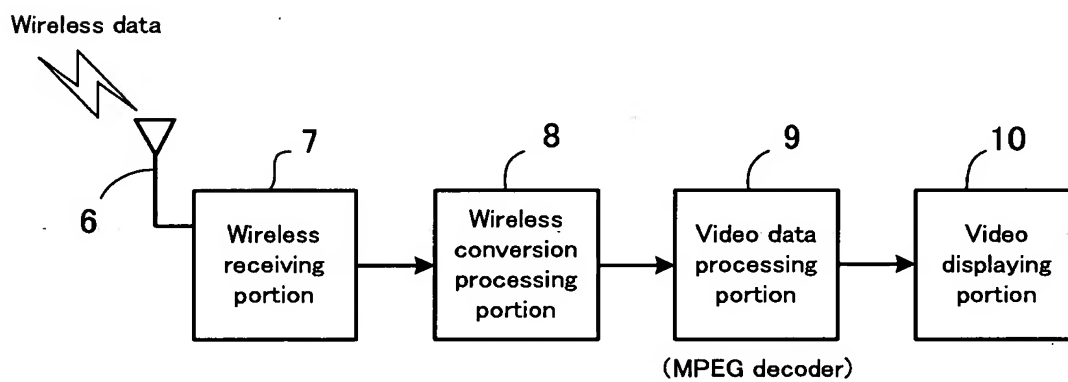 Wireless data
6
7
8
9
10
Wireless
receiving
portion
Wireless
conversion
processing
portion
Video data
processing
portion
Video
displaying
portion
(MPEG decoder)